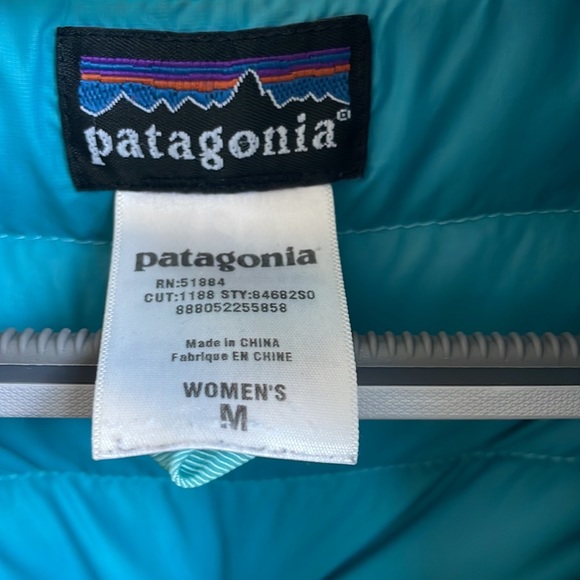 patagonia®
patagonia
RN:51884
CUT:1188 STY:84682S0
888052255858
Made in CHINA
Fabriqué EN CHINE
WOMEN'S
M